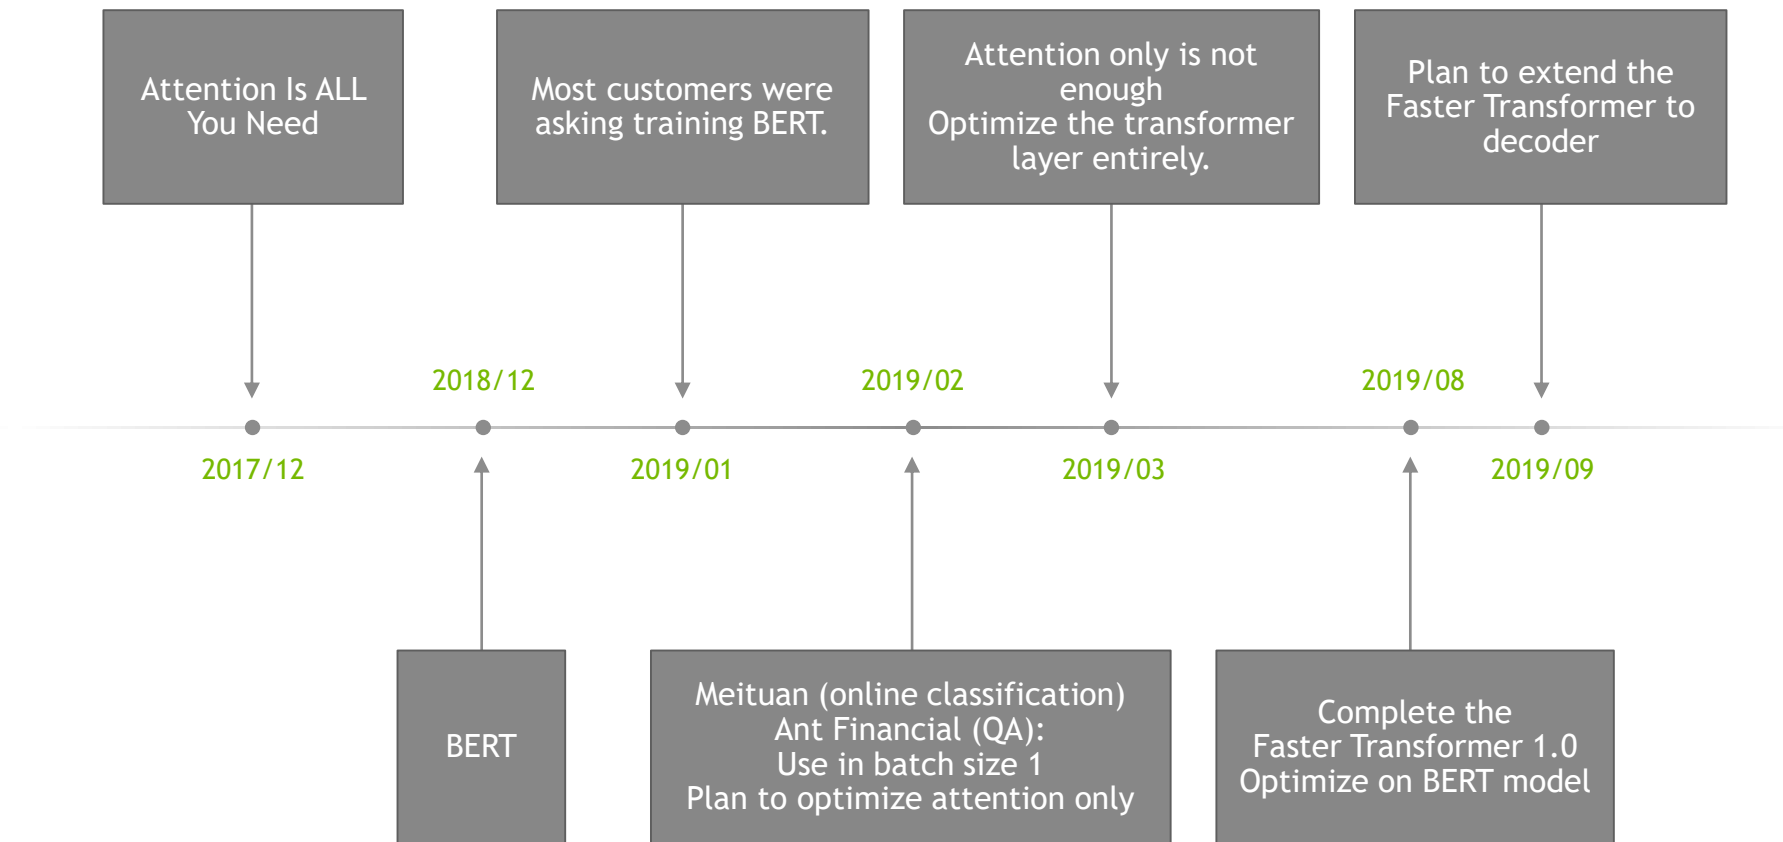 Attention Is ALL
You Need
Most customers were
asking training BERT.
Attention only is not
enough
Optimize the transformer
layer entirely.
Plan to extend the
Faster Transformer to
decoder
2018/12
2019/02
2019/08
2017/12
2019/01
2019/03
2019/09
BERT
Meituan (online classification)
Ant Financial (QA):
Use in batch size 1
Plan to optimize attention only
Complete the
Faster Transformer 1.0
Optimize on BERT model